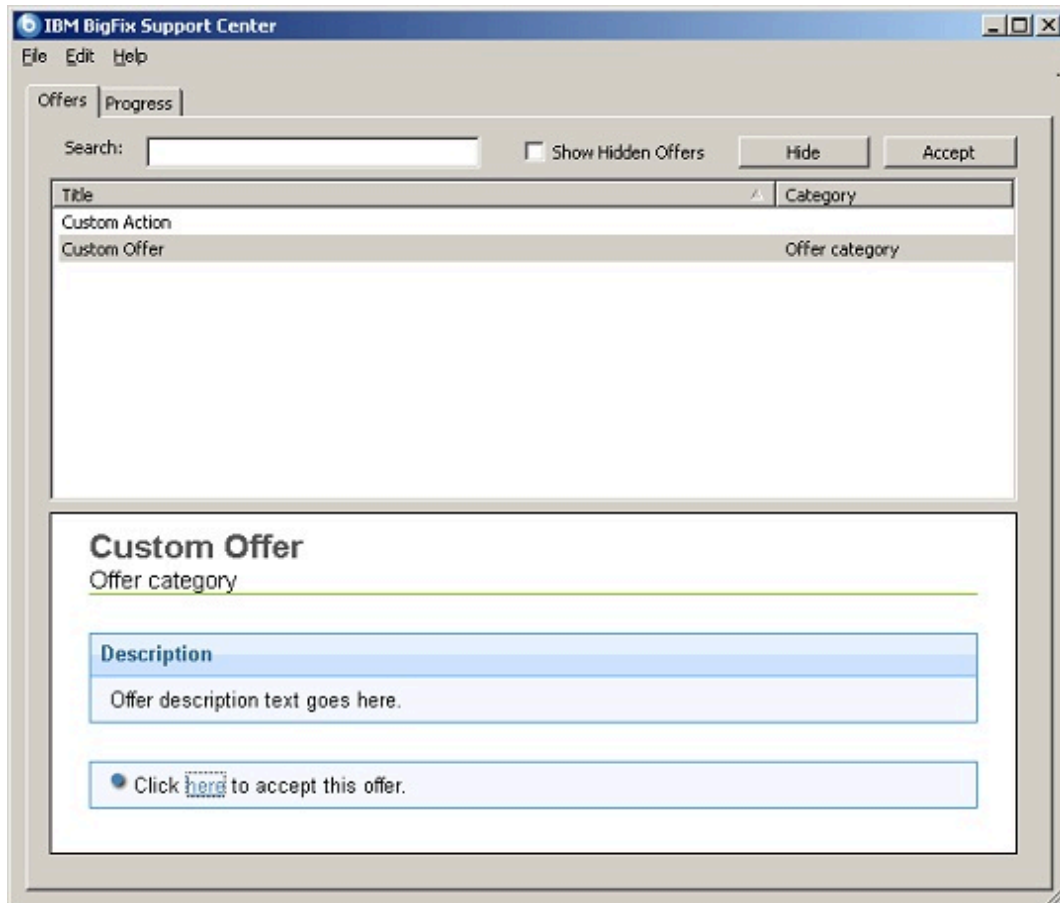 IBM BigFix Support Center
File Edit Help
Offers Progress
Search: Show Hidden Offers Hide Accept
Title Category
Custom Action
Custom Offer Offer category
Custom Offer
Offer category
Description
Offer description text goes here.
Click here to accept this offer.